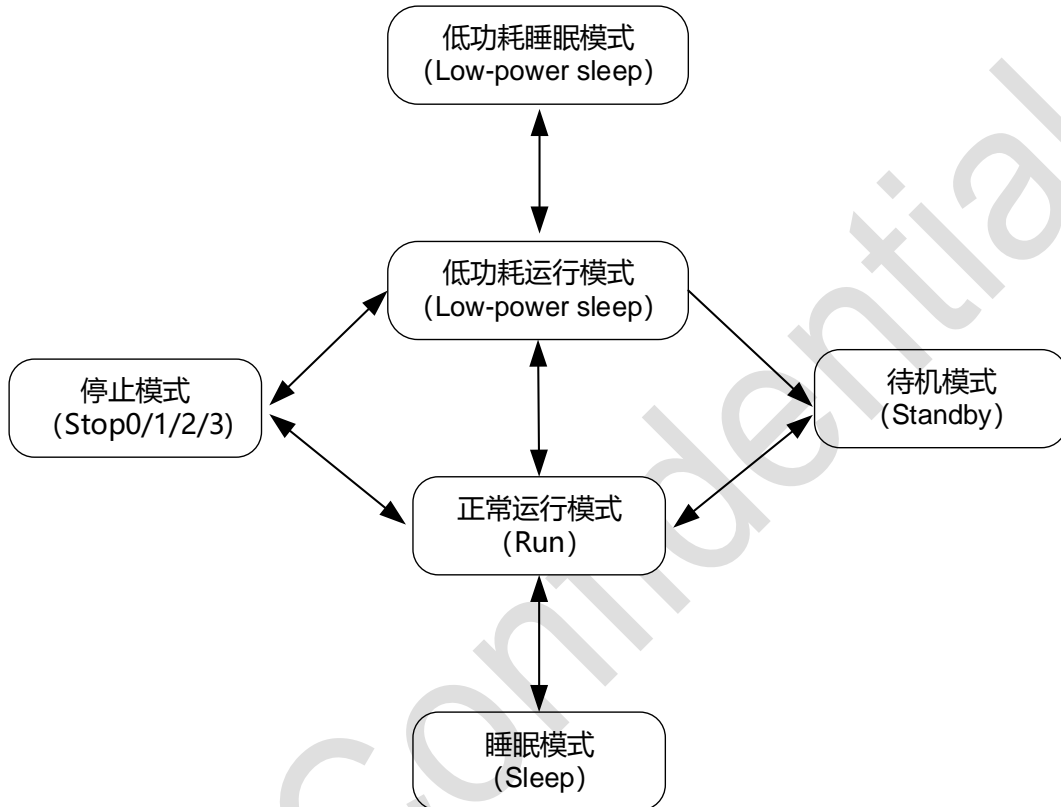 低功耗睡眠模式
（Low-power sleep）
低功耗运行模式
（Low-power sleep）
停止模式
（Stop0/1/2/3)
待机模式
（Standby）
正常运行模式
（Run）
睡眠模式
（Sleep）
Confidential